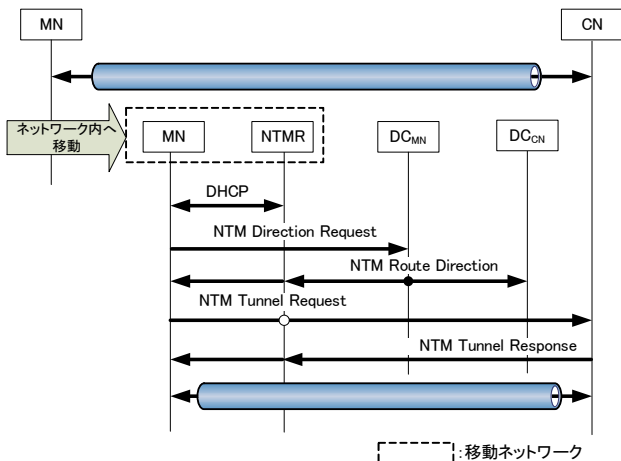 MN
CN
ネットワーク内へ
移動
MN
NTMR
DCMN
DCCN
DHCP
NTM Direction Request
NTM Route Direction
NTM Tunnel Request
NTM Tunnel Response
:移動ネットワーク